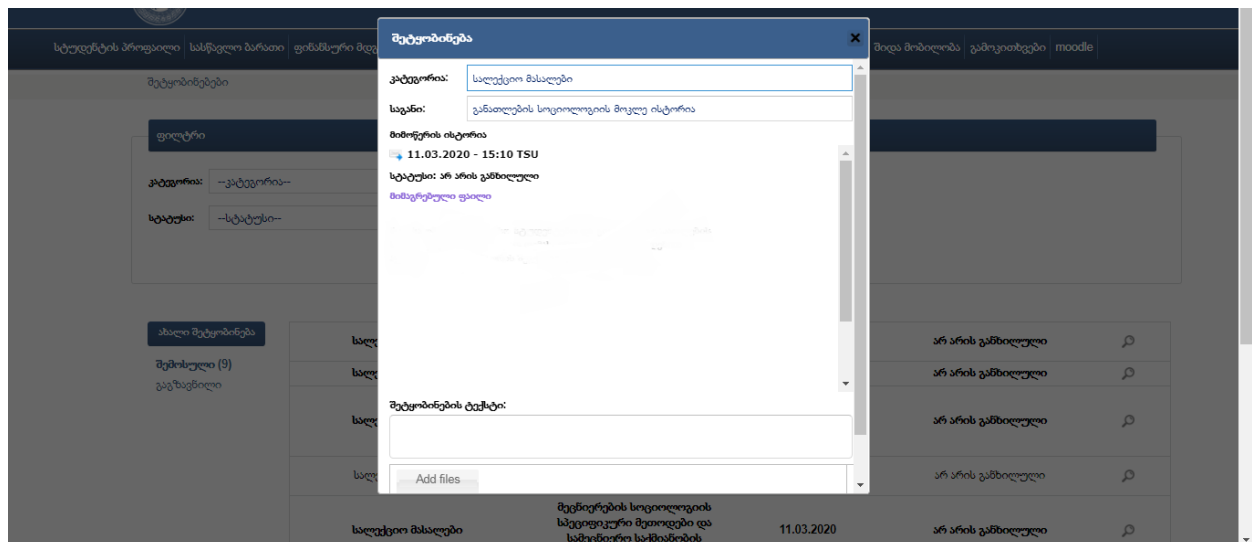 სტუდენტის პროფაილი სასწავლო ბარათი ფინანსური შიდა მობილობა გამოკითხვები moodle
შეტყობინებები
ფილტრი
კატეგორია: --კატეგორია--
სტატუსი: --სტატუსი--
შეტყობინება
კატეგორია: სალექციო მასალები
საგანი: განათლების სოციოლოგიის მოკლე ისტორია
მიმოწერის ისტორია
11.03.2020 - 15:10 TSU
სტატუსი: არ არის განხილული
მიმაგრებული ფაილი
შეტყობინების ტექსტი:
Add files
ახალი შეტყობინება
შემოსული (9)
გაგზავნილი
არ არის განხილული
არ არის განხილული
არ არის განხილული
არ არის განხილული
სალექციო მასალები
მეცნიერების სოციოლოგიის
სპეციფიკური მეთოდები და
სამეცნიერო საქმიანობის
11.03.2020
არ არის განხილული